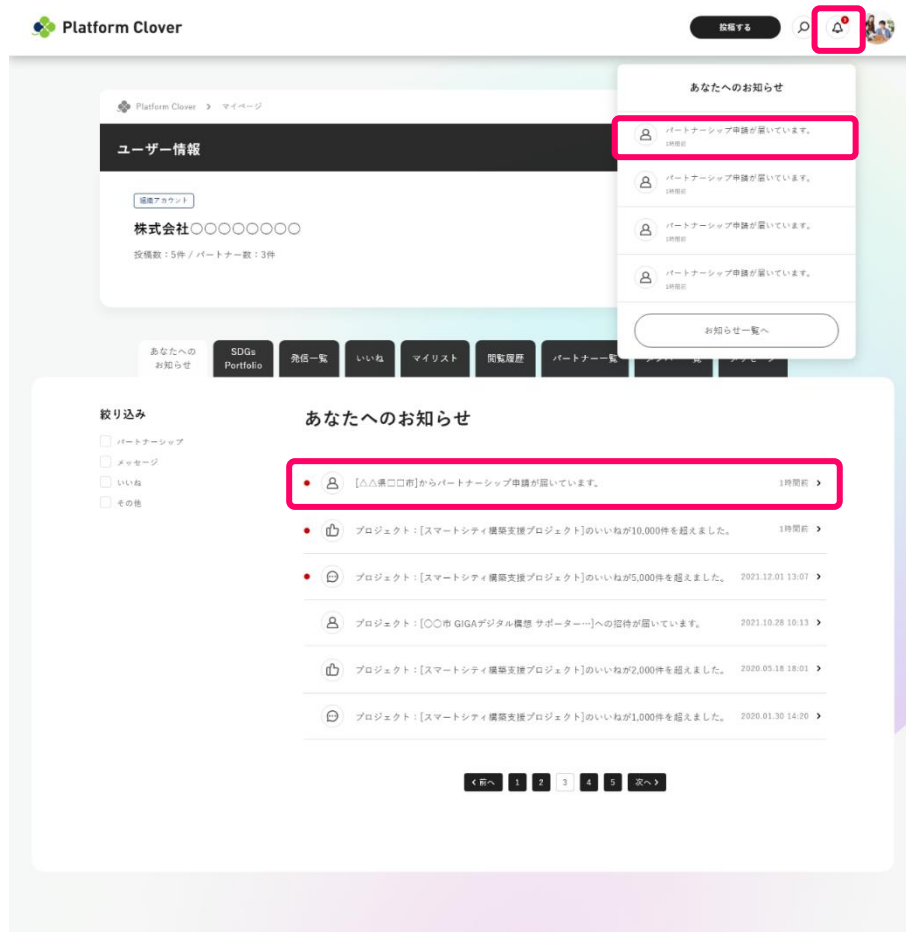 Platform Clover
投稿する
3
あなたへのお知らせ
パートナーシップ申請が届いています。
1時間前
パートナーシップ申請が届いています。
1時間前
パートナーシップ申請が届いています。
1時間前
パートナーシップ申請が届いています。
1時間前
お知らせ一覧へ
Platform Clover > マイページ
ユーザー情報
組織アカウント
株式会社○○○○○○○○
投稿数：5件 / パートナー数：3件
あなたへの
お知らせ
SDGs
Portfolio
発信一覧
いいね
マイリスト
閲覧履歴
パートナー一覧
絞り込み
パートナーシップ
メッセージ
いいね
その他
あなたへのお知らせ
[△△県□□市]からパートナーシップ申請が届いています。 1時間前
プロジェクト：[スマートシティ構築支援プロジェクト]のいいねが10,000件を超えました。 1時間前
プロジェクト：[スマートシティ構築支援プロジェクト]のいいねが5,000件を超えました。 2021.12.01 13:07
プロジェクト：[○○市 GIGAデジタル構想 サポーター…]への招待が届いています。 2021.10.28 10:13
プロジェクト：[スマートシティ構築支援プロジェクト]のいいねが2,000件を超えました。 2020.05.18 18:01
プロジェクト：[スマートシティ構築支援プロジェクト]のいいねが1,000件を超えました。 2020.01.30 14:20
前へ 1 2 3 4 5 次へ